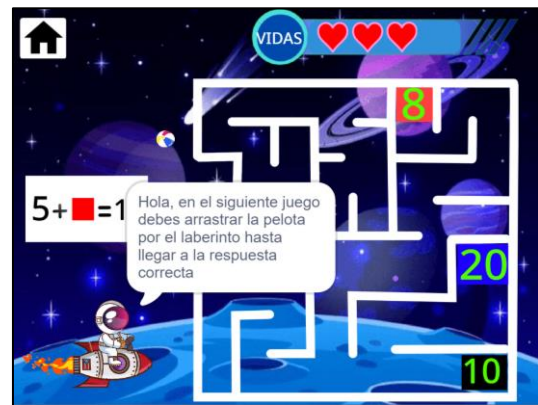 VIDAS
8
5+■=1
Hola, en el siguiente juego
debes arrastrar la pelota
por el laberinto hasta
llegar a la respuesta
correcta
20
10